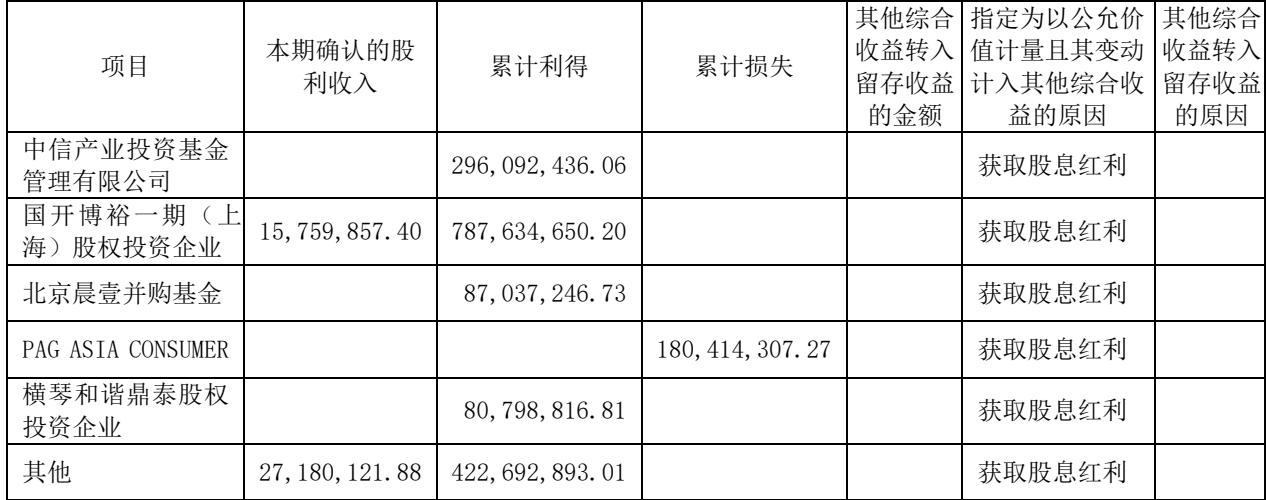 项目
本期确认的股
利收入
累计利得
累计损失
其他综合
收益转入
留存收益
的金额
指定为以公允价
值计量且其变动
计入其他综合收
益的原因
其他综合
收益转入
留存收益
的原因
中信产业投资基金
管理有限公司
296,092,436.06
获取股息红利
国开博裕一期（上
海）股权投资企业
15,759,857.40
787,634,650.20
获取股息红利
北京晨壹并购基金
87,037,246.73
获取股息红利
PAG ASIA CONSUMER
180,414,307.27
获取股息红利
横琴和谐鼎泰股权
投资企业
80,798,816.81
获取股息红利
其他
27,180,121.88
422,692,893.01
获取股息红利